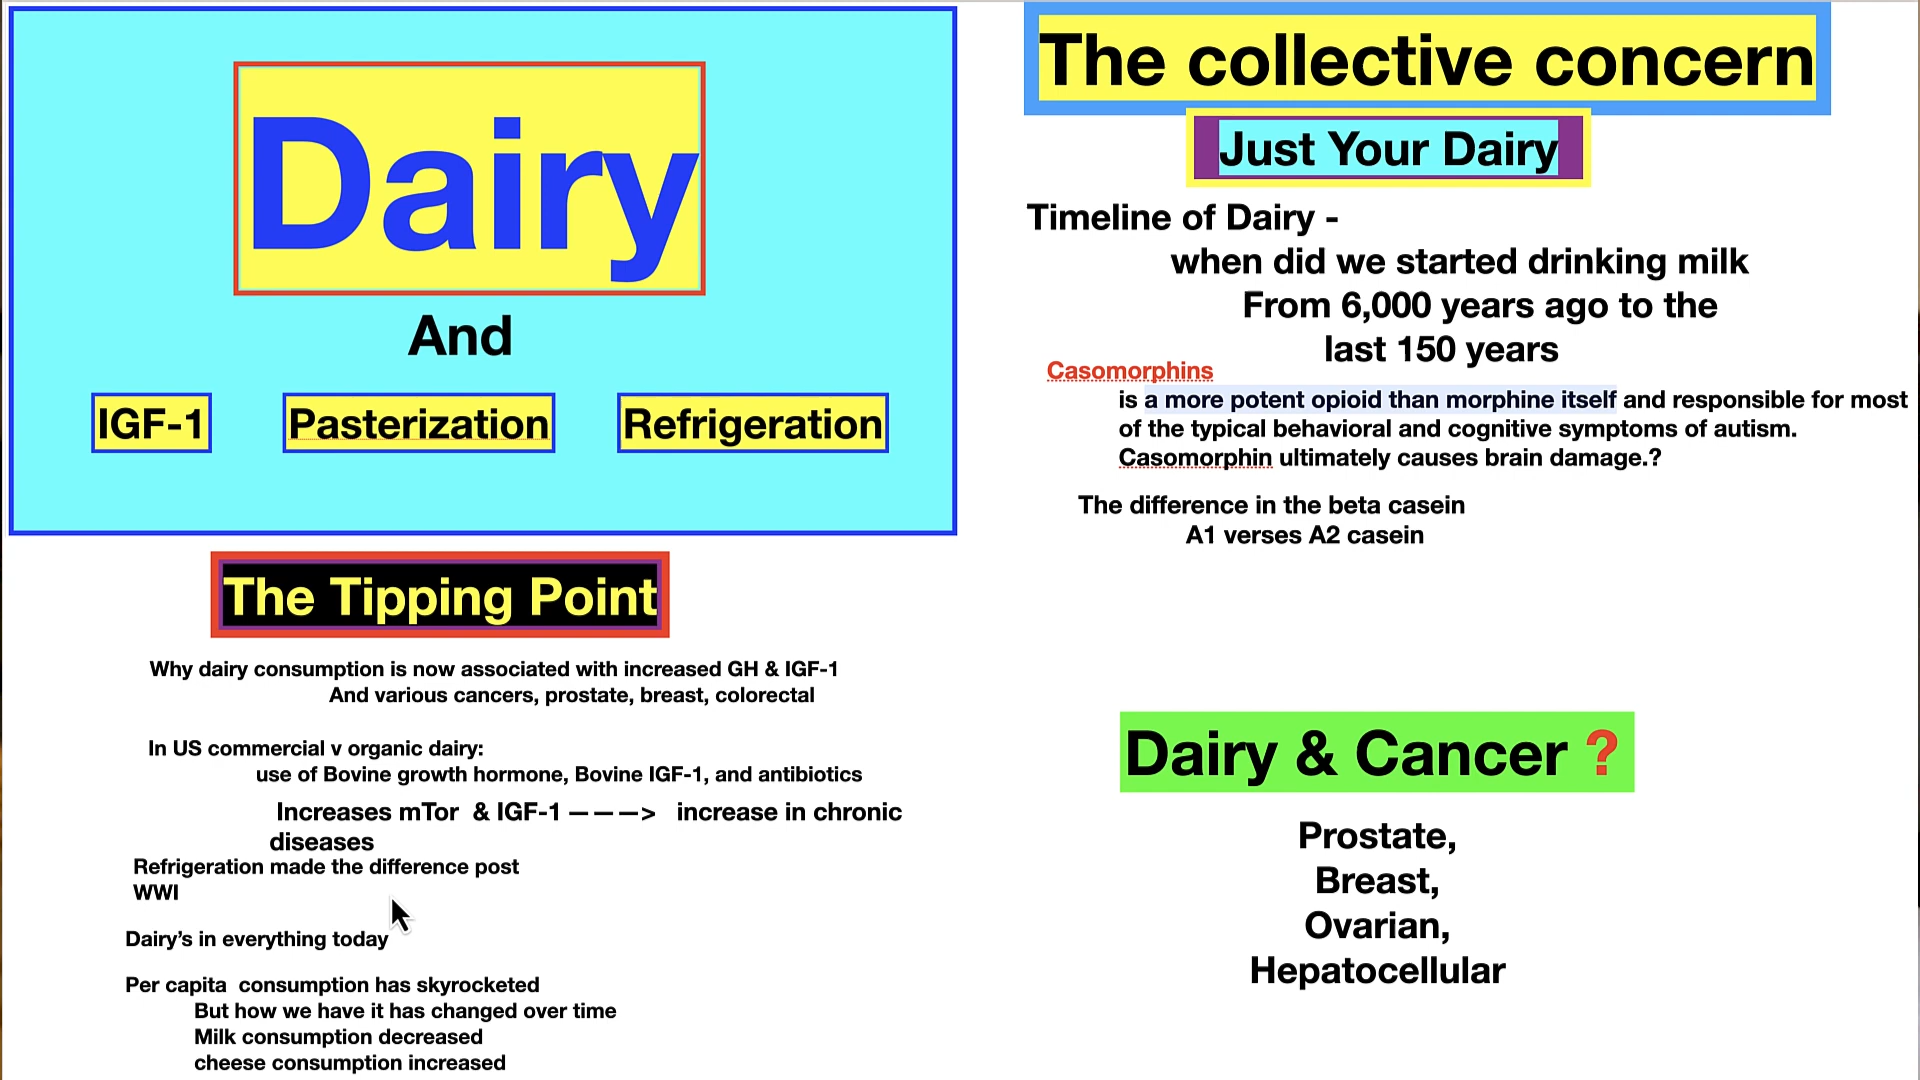 Dairy
And
IGF-1
Pasterization
Refrigeration
The Tipping Point
Why dairy consumption is now associated with increased GH & IGF-1
And various cancers, prostate, breast, colorectal
In US commercial v organic dairy:
use of Bovine growth hormone, Bovine IGF-1, and antibiotics
Increases mTor & IGF-1 — — —> increase in chronic
diseases
Refrigeration made the difference post
WWI
Dairy’s in everything today
Per capita consumption has skyrocketed
But how we have it has changed over time
Milk consumption decreased
cheese consumption increased
The collective concern
Just Your Dairy
Timeline of Dairy -
when did we started drinking milk
From 6,000 years ago to the
last 150 years
Casomorphins
is a more potent opioid than morphine itself and responsible for most
of the typical behavioral and cognitive symptoms of autism.
Casomorphin ultimately causes brain damage.?
The difference in the beta casein
A1 verses A2 casein
Dairy & Cancer ?
Prostate,
Breast,
Ovarian,
Hepatocellular